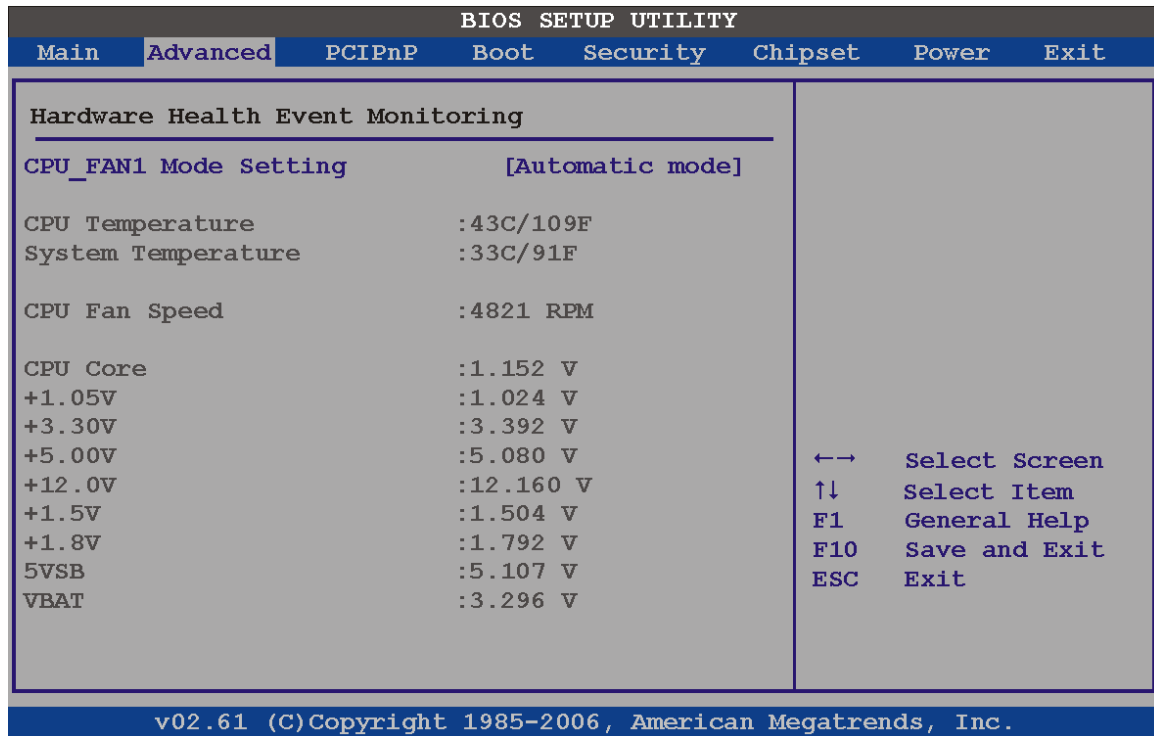 BIOS SETUP UTILITY
Main Advanced PCIPnP Boot Security Chipset Power Exit
Hardware Health Event Monitoring
CPU_FAN1 Mode Setting [Automatic mode]
CPU Temperature :43C/109F
System Temperature :33C/91F
CPU Fan Speed :4821 RPM
CPU Core :1.152 V
+1.05V :1.024 V
+3.30V :3.392 V
+5.00V :5.080 V
+12.0V :12.160 V
+1.5V :1.504 V
+1.8V :1.792 V
5VSB :5.107 V
VBAT :3.296 V
←→ Select Screen
↑↓ Select Item
F1 General Help
F10 Save and Exit
ESC Exit
v02.61 (C)Copyright 1985-2006, American Megatrends, Inc.